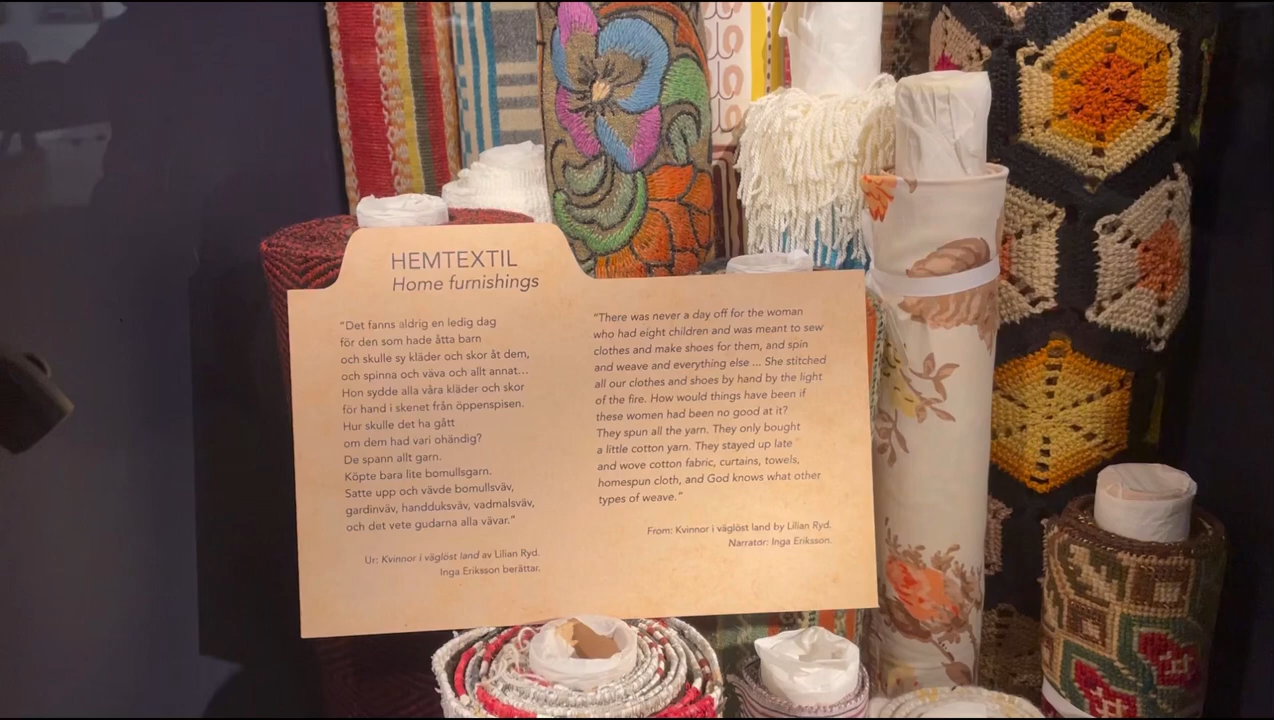 HEMTEXTIL
Home furnishings
"Det fanns aldrig en ledig dag
för den som hade åtta barn
och skulle sy kläder och skor åt dem,
och spinna och väva och allt annat...
Hon sydde alla våra kläder och skor
för hand i skenet från öppenspisen.
Hur skulle det ha gått
om dem had vari ohändig?
De spann allt garn.
Köpte bara lite bomullsgarn.
Satte upp och vävde bomullsväv,
gardinväv, handduksväv, vadmalsväv,
och det vete gudarna alla vävar."
Ur: Kvinnor i väglöst land av Lilian Ryd.
Inga Eriksson berättar.
"There was never a day off for the woman
who had eight children and was meant to sew
clothes and make shoes for them, and spin
and weave and everything else ... She stitched
all our clothes and shoes by hand by the light
of the fire. How would things have been if
these women had been no good at it?
They spun all the yarn. They only bought
a little cotton yarn. They stayed up late
and wove cotton fabric, curtains, towels,
homespun cloth, and God knows what other
types of weave."
From: Kvinnor i väglöst land by Lilian Ryd.
Narrator: Inga Eriksson.